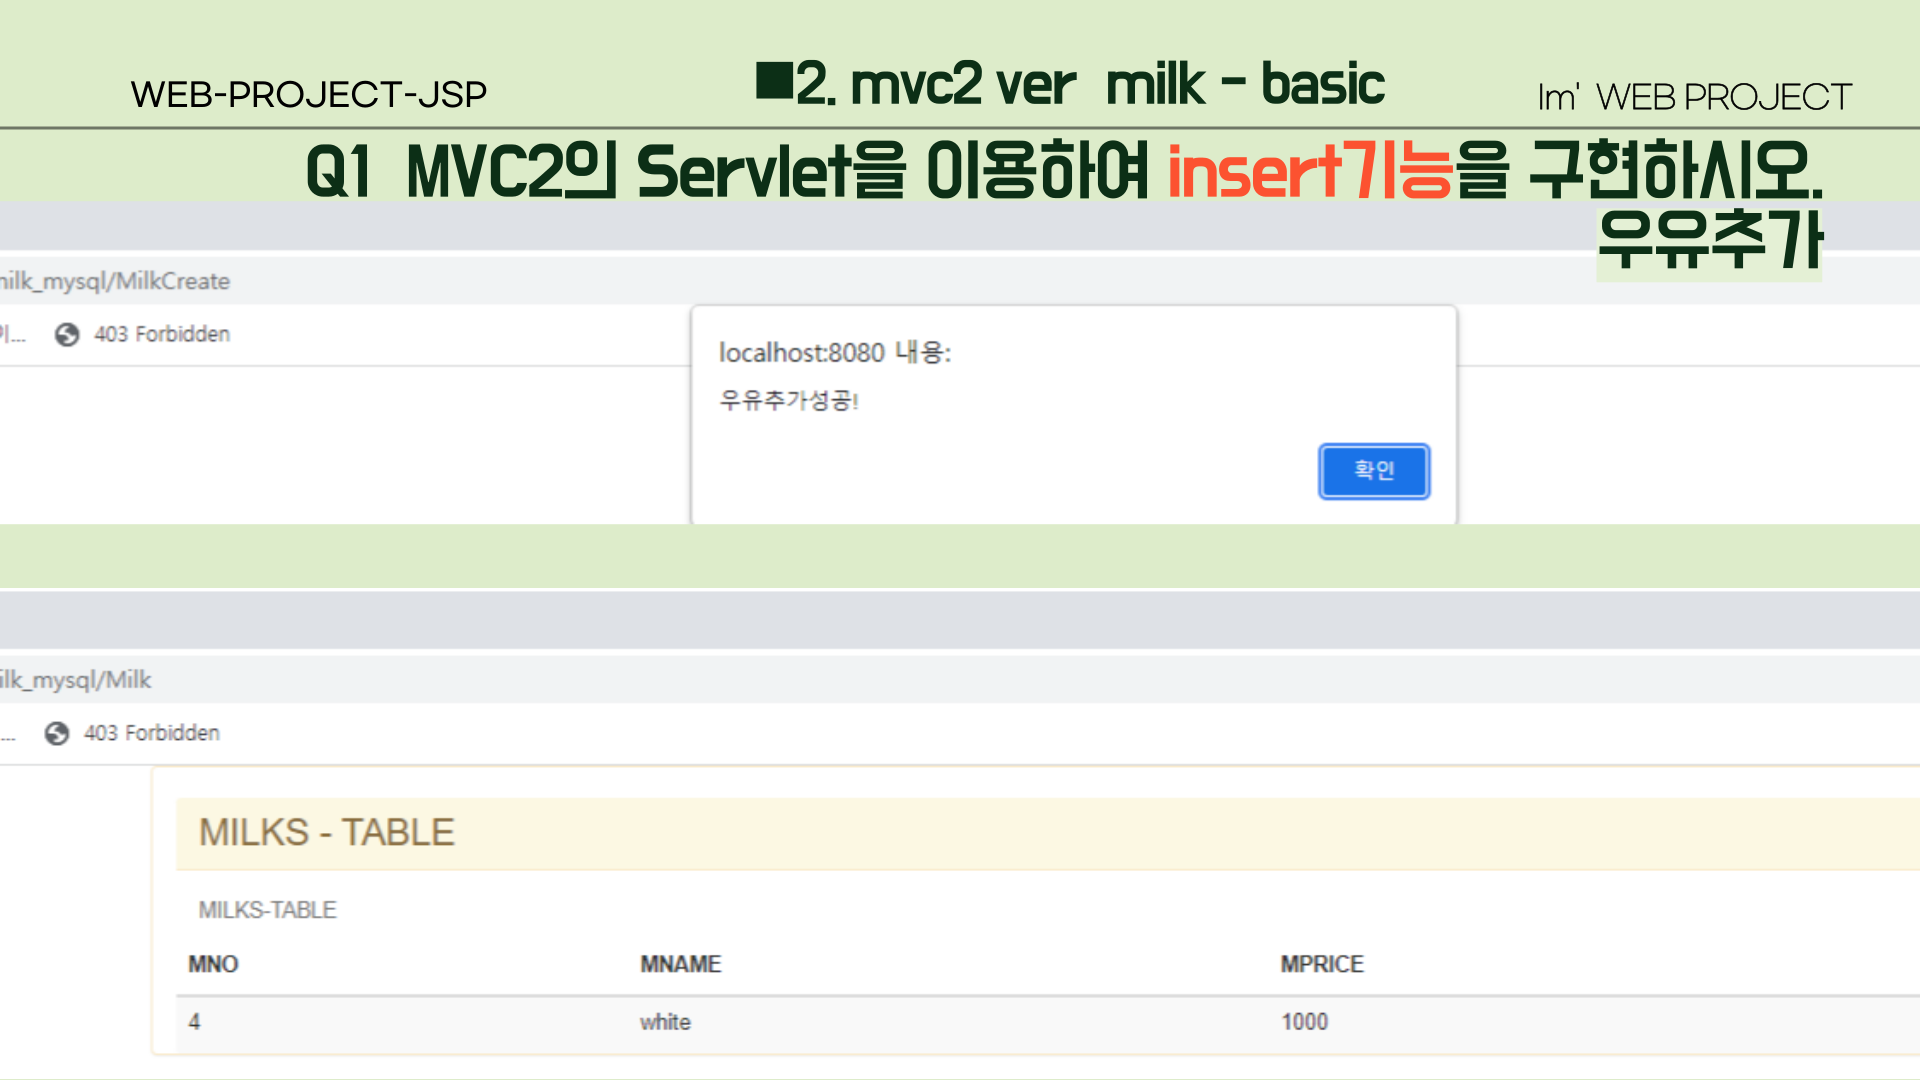 WEB-PROJECT-JSP
■2. mvc2 ver milk - basic
Im' WEB PROJECT
Q1 MVC2의 Servlet을 이용하여 insert기능을 구현하시오.
우유추가
milk_mysql/MilkCreate
403 Forbidden
localhost:8080 내용:
우유추가성공!
확인
ilk_mysql/Milk
... 403 Forbidden
MILKS - TABLE
MILKS-TABLE
MNO MNAME MPRICE
4 white 1000